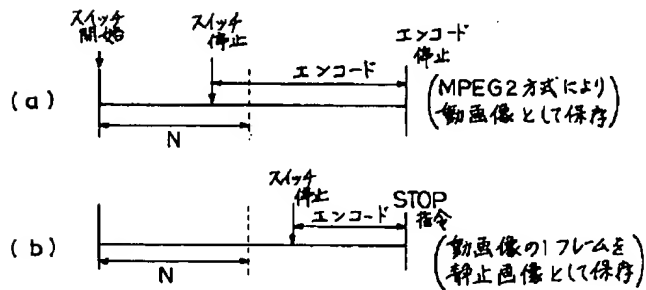 スイッチ
開始
スイッチ
停止
エンコード
エンコード
停止
(a)
N
(MPEG2方式により
動画像として保存)
スイッチ
停止
エンコード
STOP
指令
(b)
N
(動画像の1フレームを
静止画像として保存)